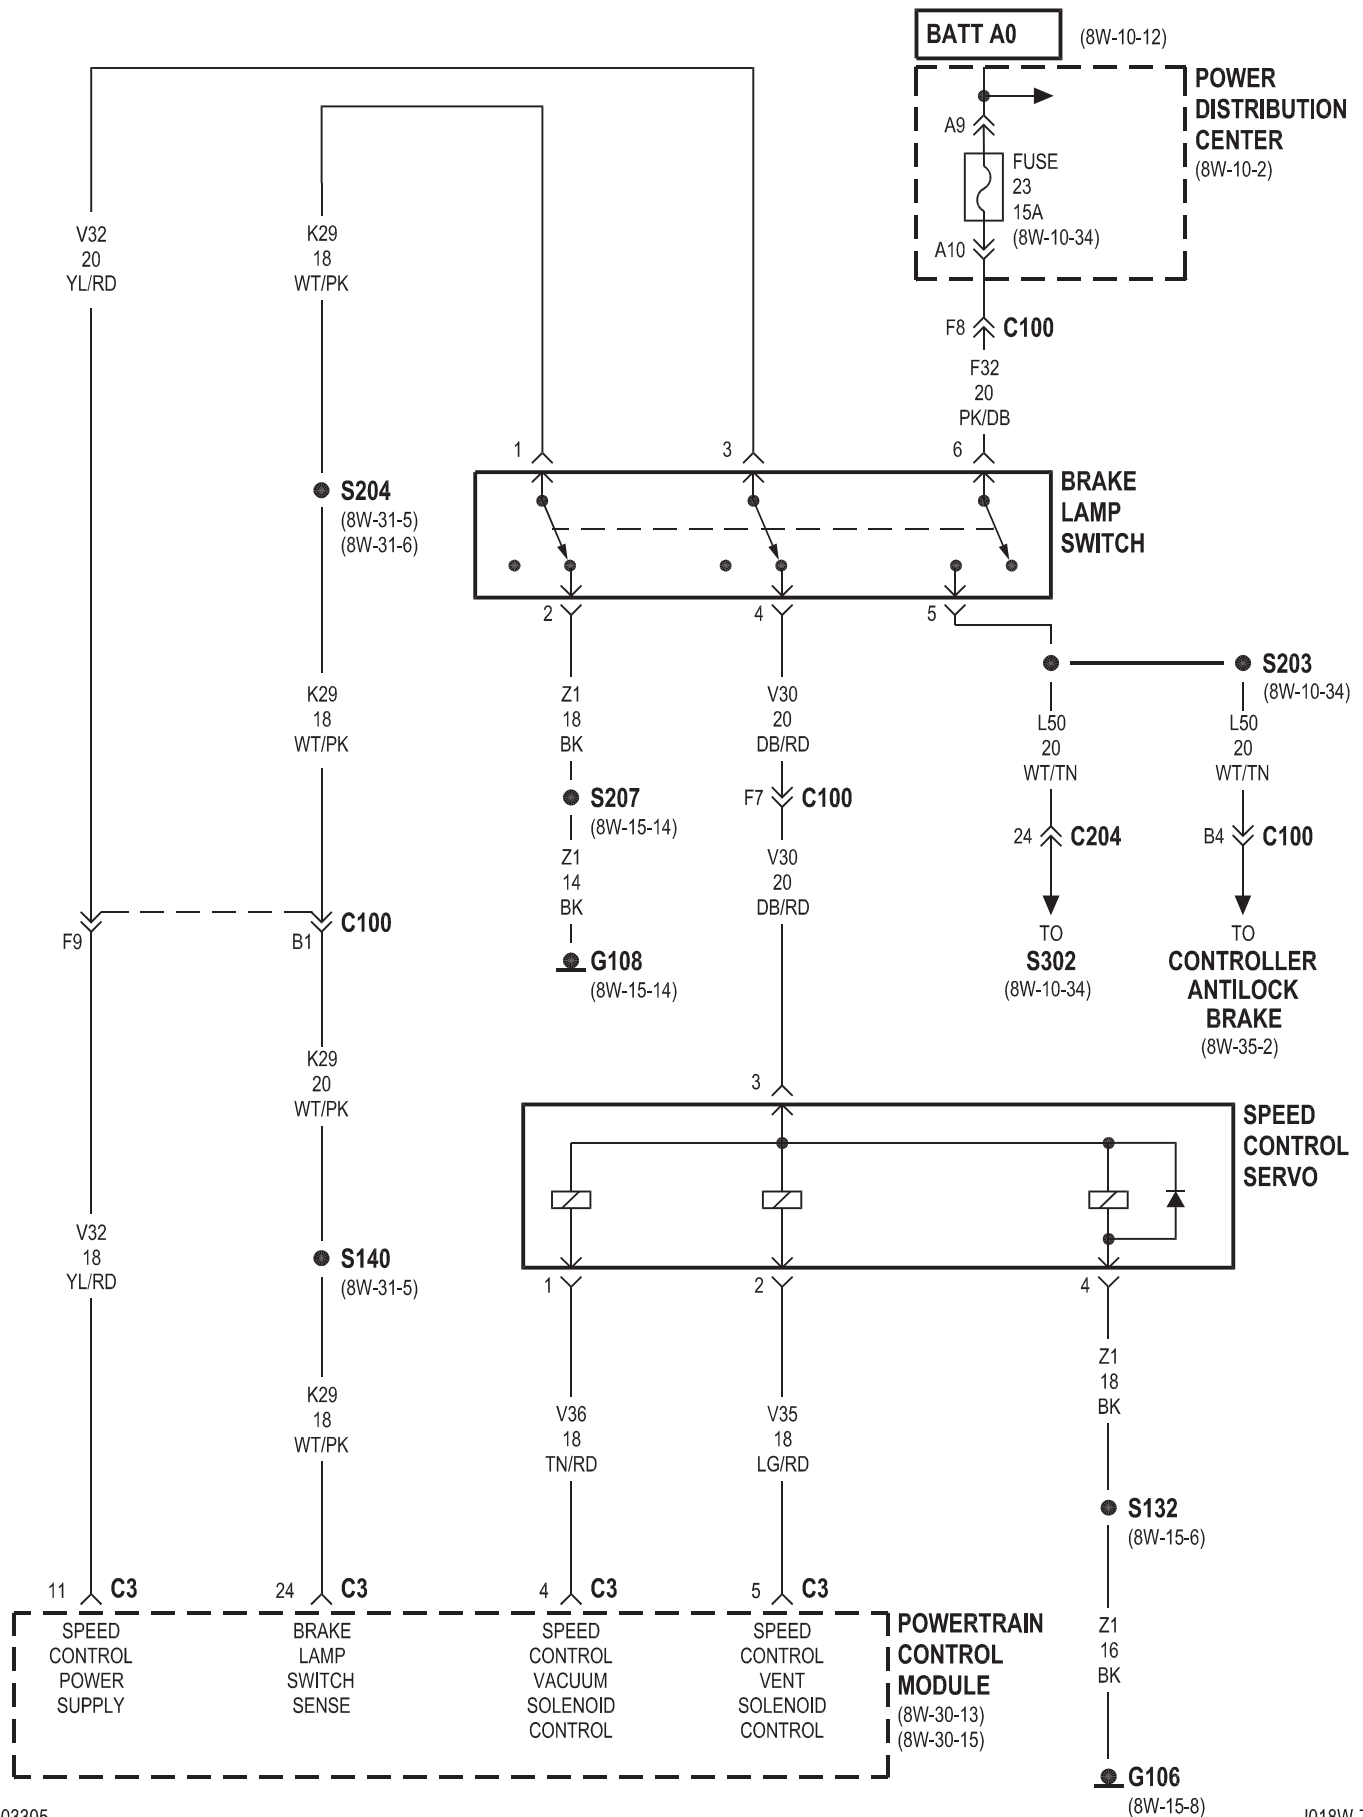 BATT A0
(8W-10-12)
POWER
DISTRIBUTION
CENTER
(8W-10-2)
A9
FUSE
23
15A
(8W-10-34)
A10
F8
C100
F32
20
PK/DB
V32
20
YL/RD
K29
18
WT/PK
1
3
6
BRAKE
LAMP
SWITCH
S204
(8W-31-5)
(8W-31-6)
2
4
5
S203
(8W-10-34)
K29
18
WT/PK
Z1
18
BK
V30
20
DB/RD
L50
20
WT/TN
L50
20
WT/TN
S207
(8W-15-14)
F7
C100
24
C204
B4
C100
Z1
14
BK
V30
20
DB/RD
F9
B1
C100
G108
(8W-15-14)
TO
S302
(8W-10-34)
TO
CONTROLLER
ANTILOCK
BRAKE
(8W-35-2)
K29
20
WT/PK
3
SPEED
CONTROL
SERVO
V32
18
YL/RD
S140
(8W-31-5)
1
2
4
K29
18
WT/PK
V36
18
TN/RD
V35
18
LG/RD
Z1
18
BK
S132
(8W-15-6)
11
C3
24
C3
4
C3
5
C3
SPEED
CONTROL
POWER
SUPPLY
BRAKE
LAMP
SWITCH
SENSE
SPEED
CONTROL
VACUUM
SOLENOID
CONTROL
SPEED
CONTROL
VENT
SOLENOID
CONTROL
POWERTRAIN
CONTROL
MODULE
(8W-30-13)
(8W-30-15)
Z1
16
BK
G106
(8W-15-8)